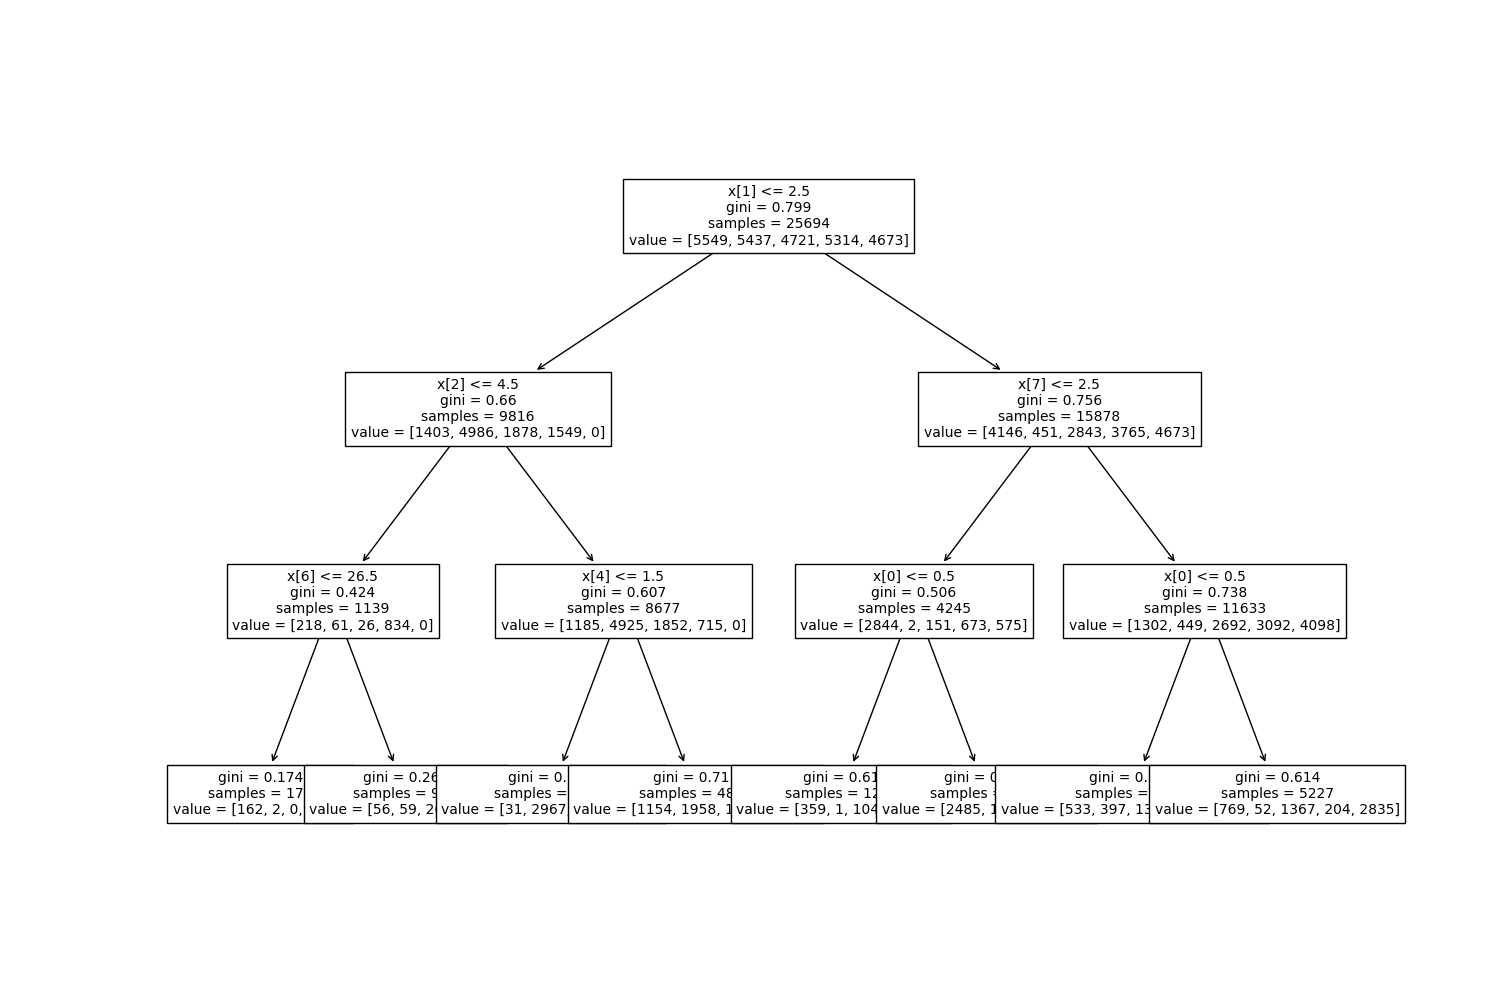 x[1] <= 2.5
gini = 0.799
samples = 25694
value = [5549, 5437, 4721, 5314, 4673]
x[2] <= 4.5
gini = 0.66
samples = 9816
value = [1403, 4986, 1878, 1549, 0]
x[7] <= 2.5
gini = 0.756
samples = 15878
value = [4146, 451, 2843, 3765, 4673]
x[6] <= 26.5
gini = 0.424
samples = 1139
value = [218, 61, 26, 834, 0]
x[4] <= 1.5
gini = 0.607
samples = 8677
value = [1185, 4925, 1852, 715, 0]
x[0] <= 0.5
gini = 0.506
samples = 4245
value = [2844, 2, 151, 673, 575]
x[0] <= 0.5
gini = 0.738
samples = 11633
value = [1302, 449, 2692, 3092, 4098]
gini = 0.174
samples = 17
value = [162, 2, 0,
gini = 0.26
samples = 9
value = [56, 59, 2
gini = 0.
samples =
value = [31, 2967
gini = 0.71
samples = 48
value = [1154, 1958, 1
gini = 0.61
samples = 12
value = [359, 1, 104
gini = 0
samples =
value = [2485, 1
gini = 0.
samples =
value = [533, 397, 13
gini = 0.614
samples = 5227
value = [769, 52, 1367, 204, 2835]